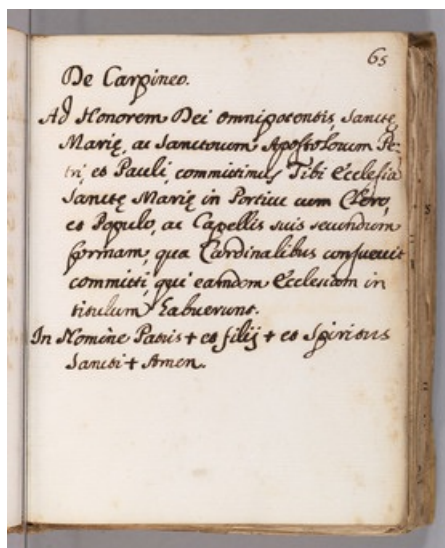 65
De Carpineo.
Ad Honorem Dei omnipotentis, Sanctę
Marię, ac Sanctorum Apostolorum Pe-
tri, et Pauli, committimus Tibi Ecclesiã
Sanctę Marię in Porticu cum Clero,
et Populo, ac Capellis suis secundum
formam, qua Cardinalibus consuevit
committi, qui eamdem Ecclesiam in
titulum habuerunt.
In Nomine Patris + et filij + et Spiritus
Sancti + Amen.